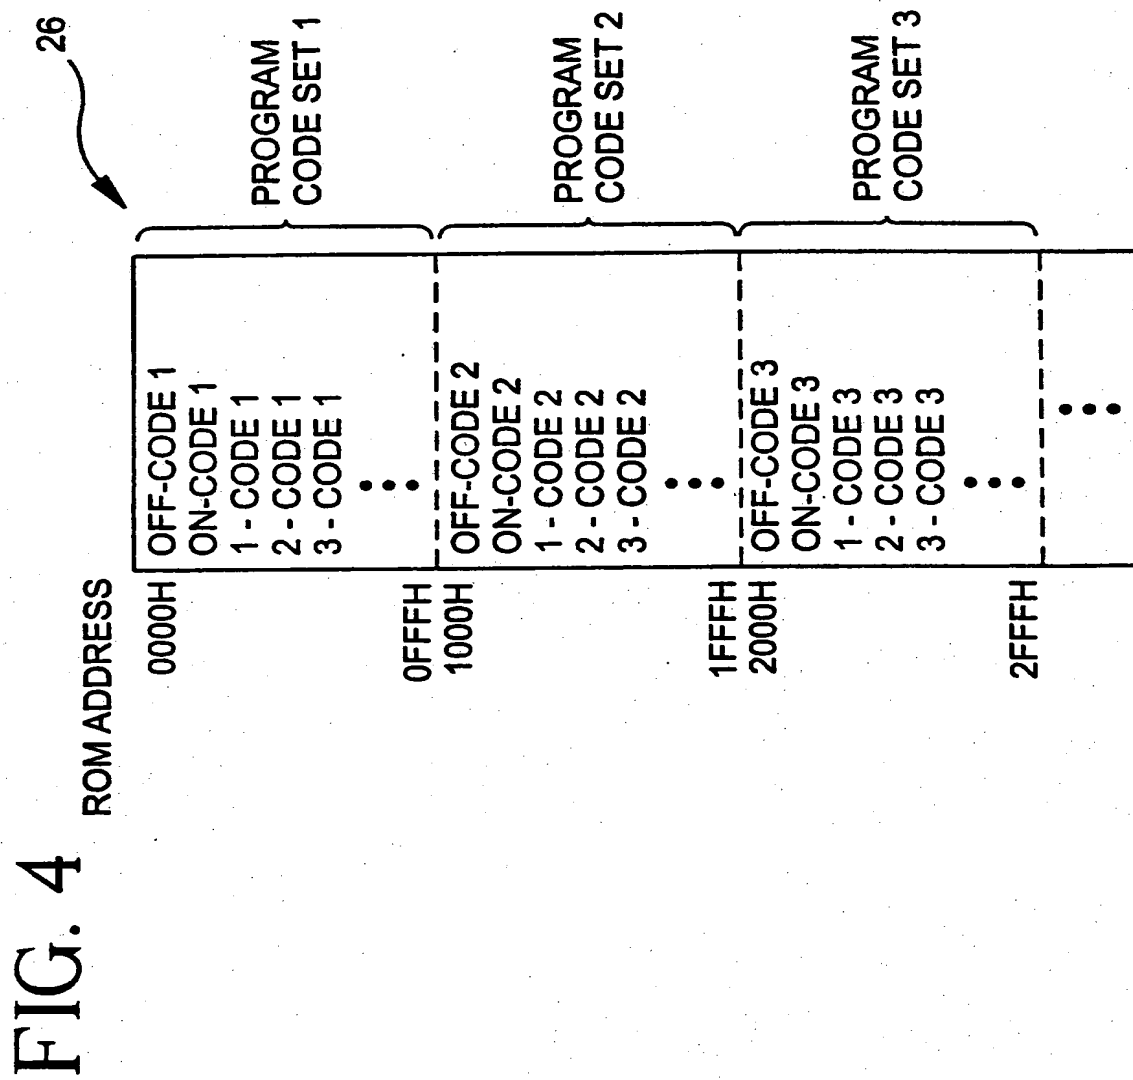 FIG. 4
26
ROM ADDRESS
0000H
OFF-CODE 1
ON-CODE 1
1 - CODE 1
2 - CODE 1
3 - CODE 1
0FFFH
PROGRAM
CODE SET 1
1000H
OFF-CODE 2
ON-CODE 2
1 - CODE 2
2 - CODE 2
3 - CODE 2
1FFFH
PROGRAM
CODE SET 2
2000H
OFF-CODE 3
ON-CODE 3
1 - CODE 3
2 - CODE 3
3 - CODE 3
2FFFH
PROGRAM
CODE SET 3